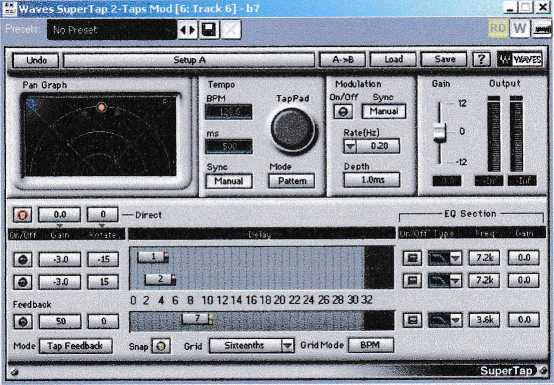 Waves SuperTap 2-Taps Mod [6: Track 6] - b7
Presets: No Preset
RD W
Undo Setup A A->B Load Save ? WAVES
Pan Graph Tempo Modulation Gain Output
BPM TapPad On/Off Sync
Manual
12
ms Rate(Hz) 0
500 0.20
Sync Mode Depth -12
Manual Pattern 1.0ms
0.0 0 Direct EQ Section
On/Off Gain Rotate Delay On/Off Type Freq Gain
-3.0 -15 1 7.2k 0.0
-3.0 -15 2 7.2k 0.0
0 2 4 6 8 10 12 14 16 18 20 22 24 26 28 30 32
Feedback
50 0 7 3.6k 0.0
Mode Tap Feedback Snap Grid Sixteenths Grid Mode BPM
SuperTap